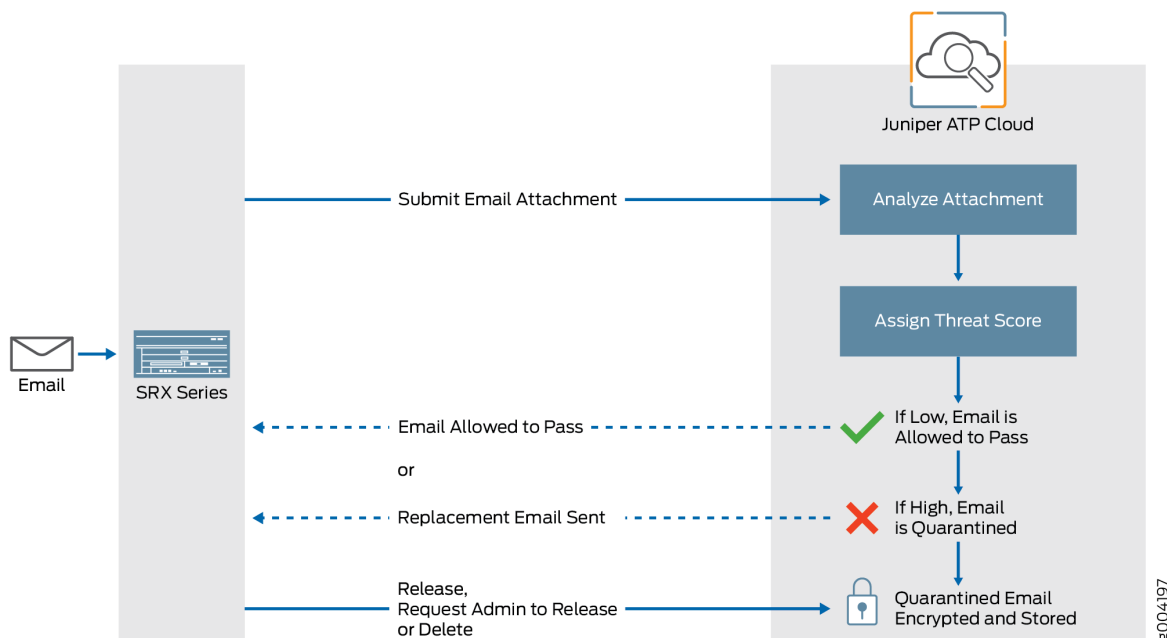 Juniper ATP Cloud
Submit Email Attachment
Analyze Attachment
Assign Threat Score
Email
SRX Series
Email Allowed to Pass
If Low, Email is
Allowed to Pass
or
Replacement Email Sent
If High, Email
is Quarantined
Release,
Request Admin to Release
or Delete
Quarantined Email
Encrypted and Stored
g004197